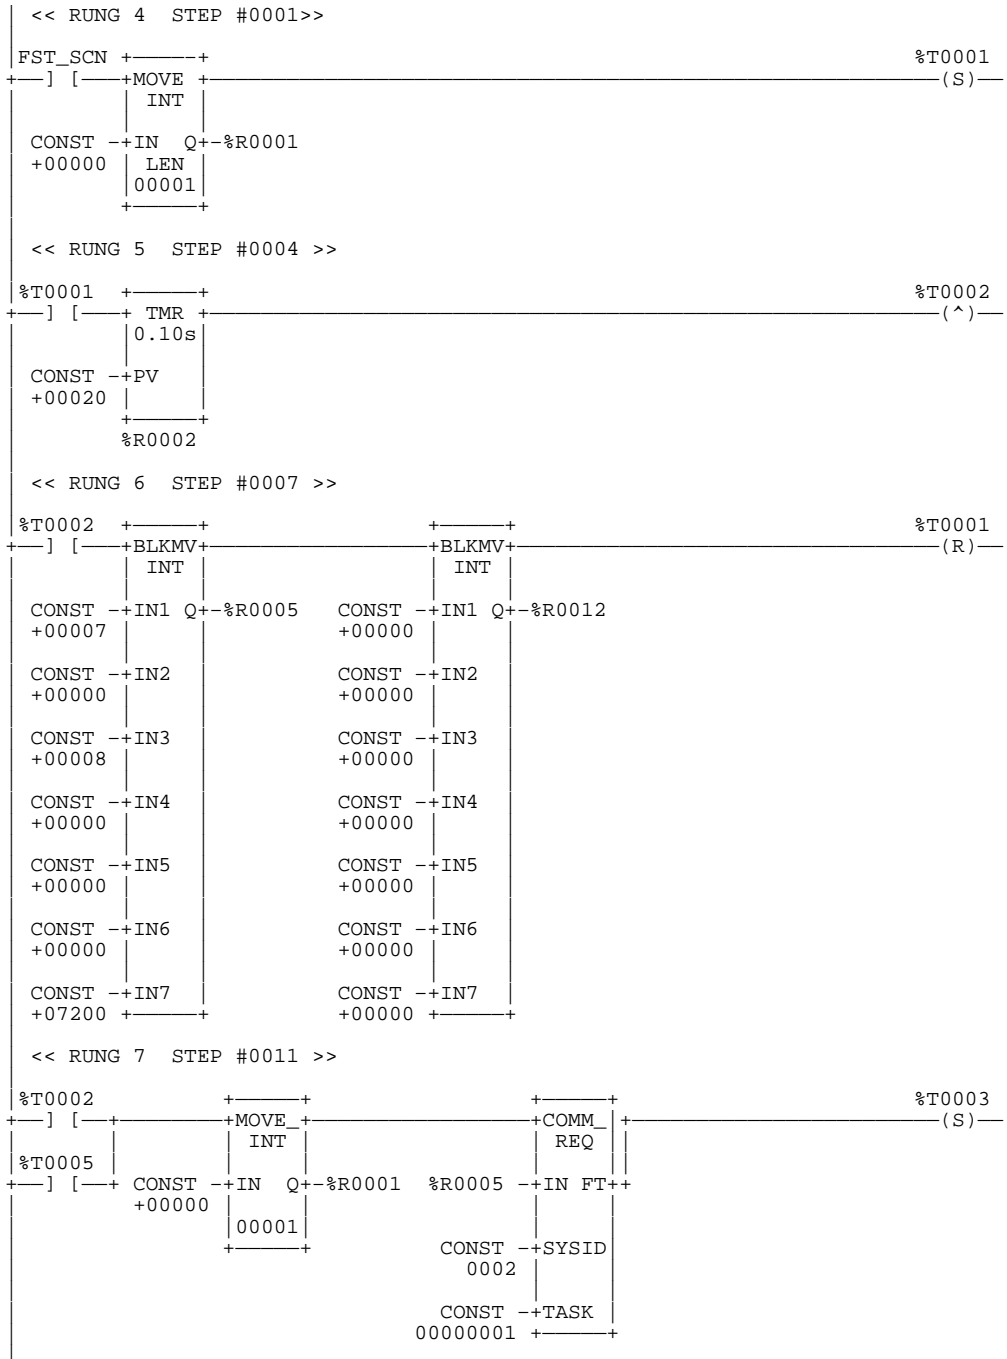 << RUNG 4 STEP #0001>>
FST_SCN %T0001
] [ MOVE (S)
INT
CONST IN Q %R0001
+00000 LEN
00001
<< RUNG 5 STEP #0004 >>
%T0001 %T0002
] [ TMR (^)
0.10s
CONST PV
+00020
%R0002
<< RUNG 6 STEP #0007 >>
%T0002 %T0001
] [ BLKMV BLKMV (R)
INT INT
CONST IN1 Q %R0005 CONST IN1 Q %R0012
+00007 +00000
CONST IN2 CONST IN2
+00000 +00000
CONST IN3 CONST IN3
+00008 +00000
CONST IN4 CONST IN4
+00000 +00000
CONST IN5 CONST IN5
+00000 +00000
CONST IN6 CONST IN6
+00000 +00000
CONST IN7 CONST IN7
+07200 +00000
<< RUNG 7 STEP #0011 >>
%T0002 %T0003
] [ MOVE_ COMM_ (S)
INT REQ
%T0005
] [ CONST IN Q %R0001 %R0005 IN FT
+00000
00001
CONST SYSID
0002
CONST TASK
00000001